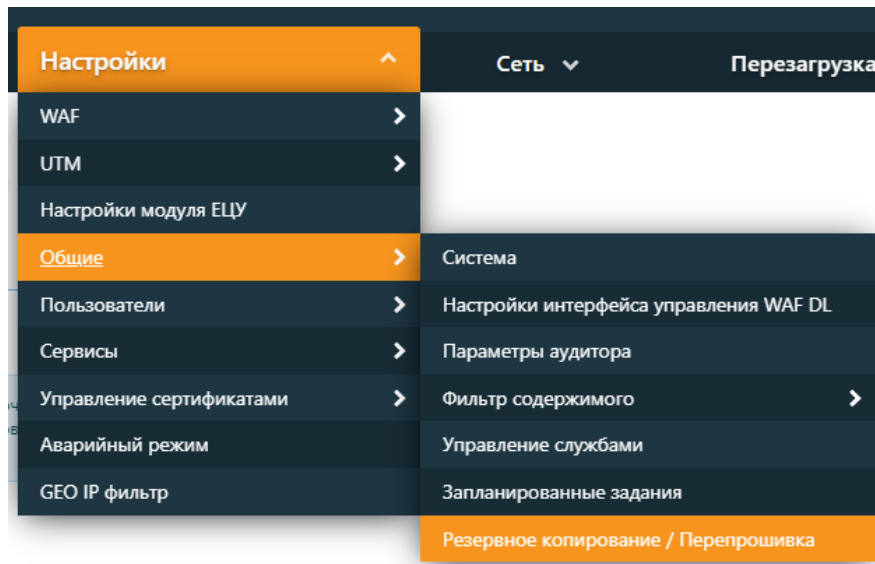 Настройки
Сеть
Перезагрузка
WAF
UTM
Настройки модуля ЕЦУ
Общие
Пользователи
Сервисы
Управление сертификатами
Аварийный режим
GEO IP фильтр
Система
Настройки интерфейса управления WAF DL
Параметры аудитора
Фильтр содержимого
Управление службами
Запланированные задания
Резервное копирование / Перепрошивка